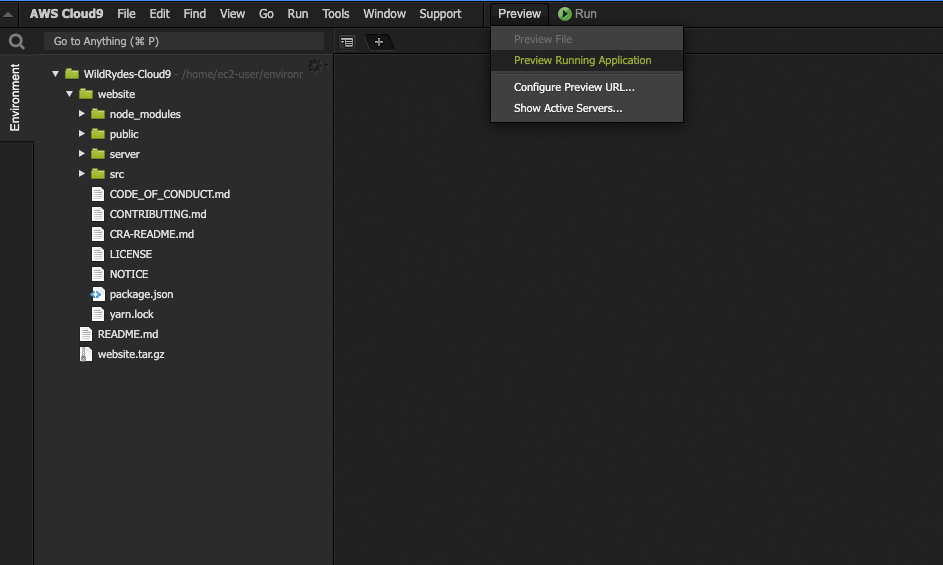 AWS Cloud9 File Edit Find View Go Run Tools Window Support Preview Run
Go to Anything (⌘ P)
Preview File
Preview Running Application
Configure Preview URL...
Show Active Servers...
Environment
WildRydes-Cloud9 - /home/ec2-user/environr
website
node_modules
public
server
src
CODE_OF_CONDUCT.md
CONTRIBUTING.md
CRA-README.md
LICENSE
NOTICE
package.json
yarn.lock
README.md
website.tar.gz